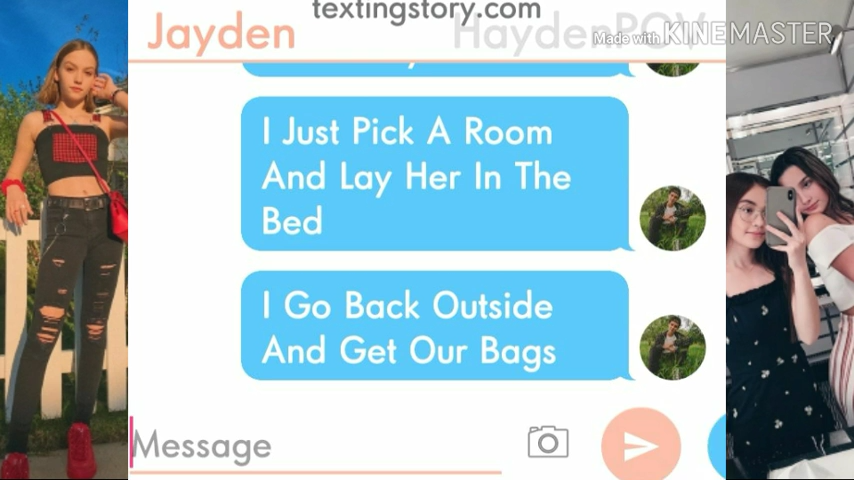 textingstory.com
Jayden
HaydenPOV
Made with KINEMASTER
I Just Pick A Room
And Lay Her In The
Bed
I Go Back Outside
And Get Our Bags
Message